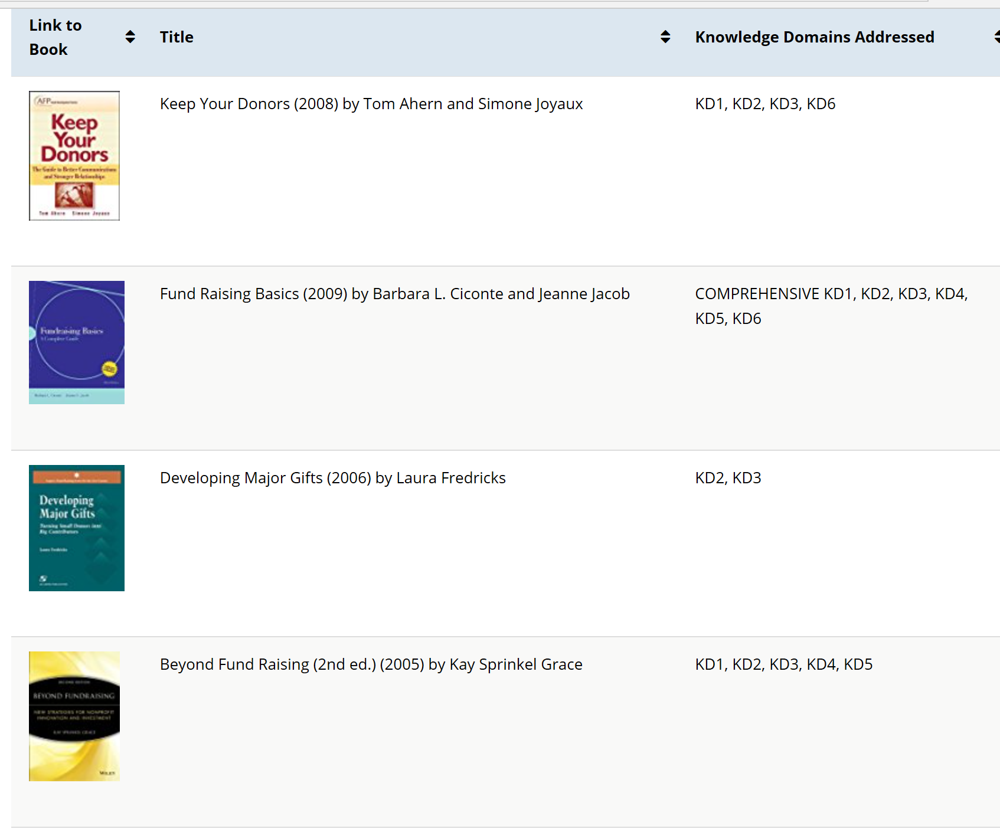 Link to
Book
Title
Knowledge Domains Addressed
AFP
Keep
Your
Donors
The Guide to Better Communications
and Stronger Relationships
Tom Ahern Simone Joyaux
Keep Your Donors (2008) by Tom Ahern and Simone Joyaux
KD1, KD2, KD3, KD6
Fundraising Basics
A Complete Guide
Fund Raising Basics (2009) by Barbara L. Ciconte and Jeanne Jacob
COMPREHENSIVE KD1, KD2, KD3, KD4,
KD5, KD6
Developing
Major Gifts
Turning Small Donors into
Big Contributors
Laura Fredricks
Developing Major Gifts (2006) by Laura Fredricks
KD2, KD3
SECOND EDITION
BEYOND FUNDRAISING
NEW STRATEGIES FOR NONPROFIT
INNOVATION AND INVESTMENT
KAY SPRINKEL GRACE
WILEY
Beyond Fund Raising (2nd ed.) (2005) by Kay Sprinkel Grace
KD1, KD2, KD3, KD4, KD5